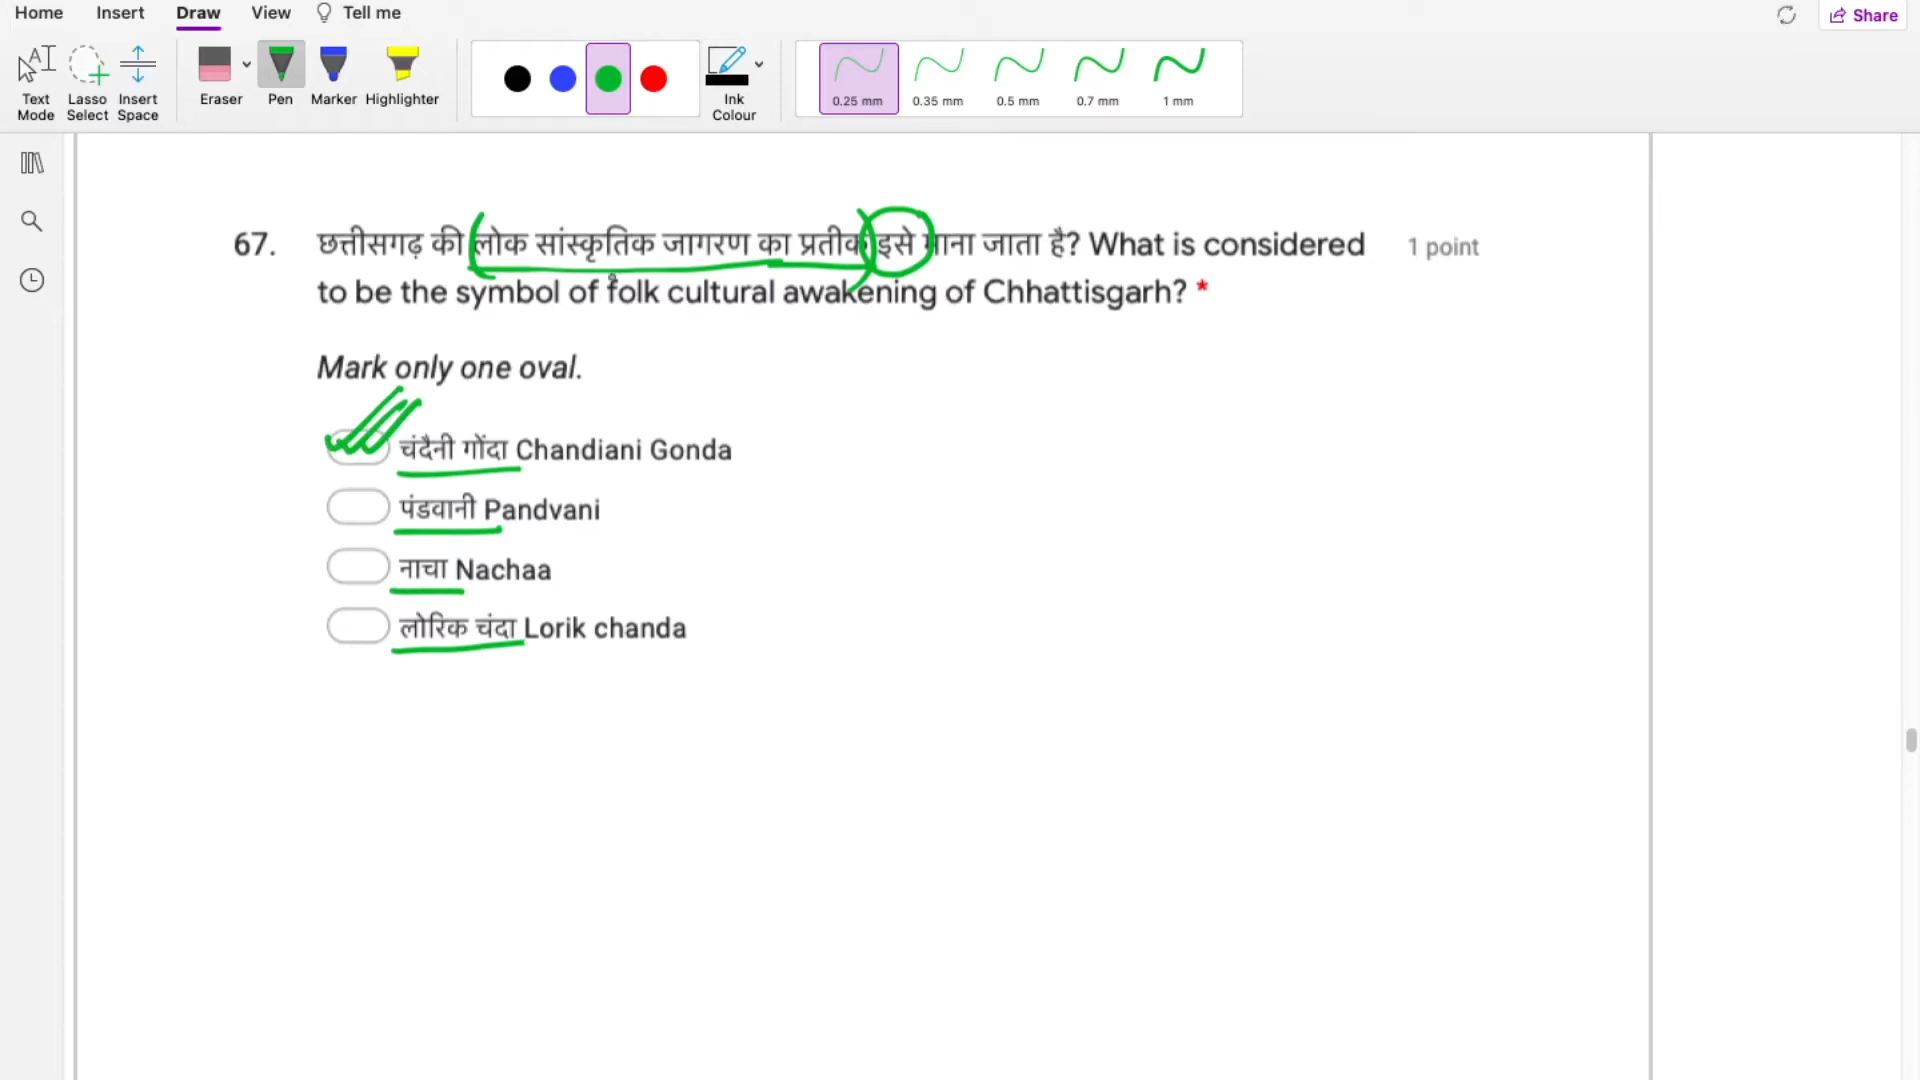 Home Insert Draw View Tell me Share
Text Mode Lasso Select Insert Space Eraser Pen Marker Highlighter Ink Colour 0.25 mm 0.35 mm 0.5 mm 0.7 mm 1 mm
67. छत्तीसगढ़ की लोक सांस्कृतिक जागरण का प्रतीक इसे माना जाता है? What is considered 1 point
to be the symbol of folk cultural awakening of Chhattisgarh? *
Mark only one oval.
चंदैनी गोंदा Chandiani Gonda
पंडवानी Pandvani
नाचा Nachaa
लोरिक चंदा Lorik chanda